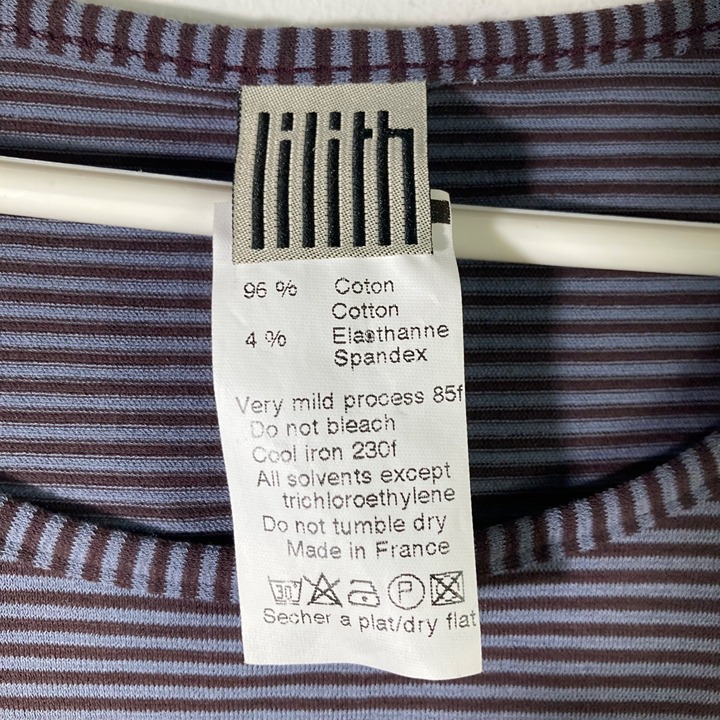 lilith
96 % Coton
Cotton
4 % Elasthanne
Spandex
Very mild process 85f
Do not bleach
Cool iron 230f
All solvents except
trichloroethylene
Do not tumble dry
Made in France
30 P
Secher a plat/dry flat